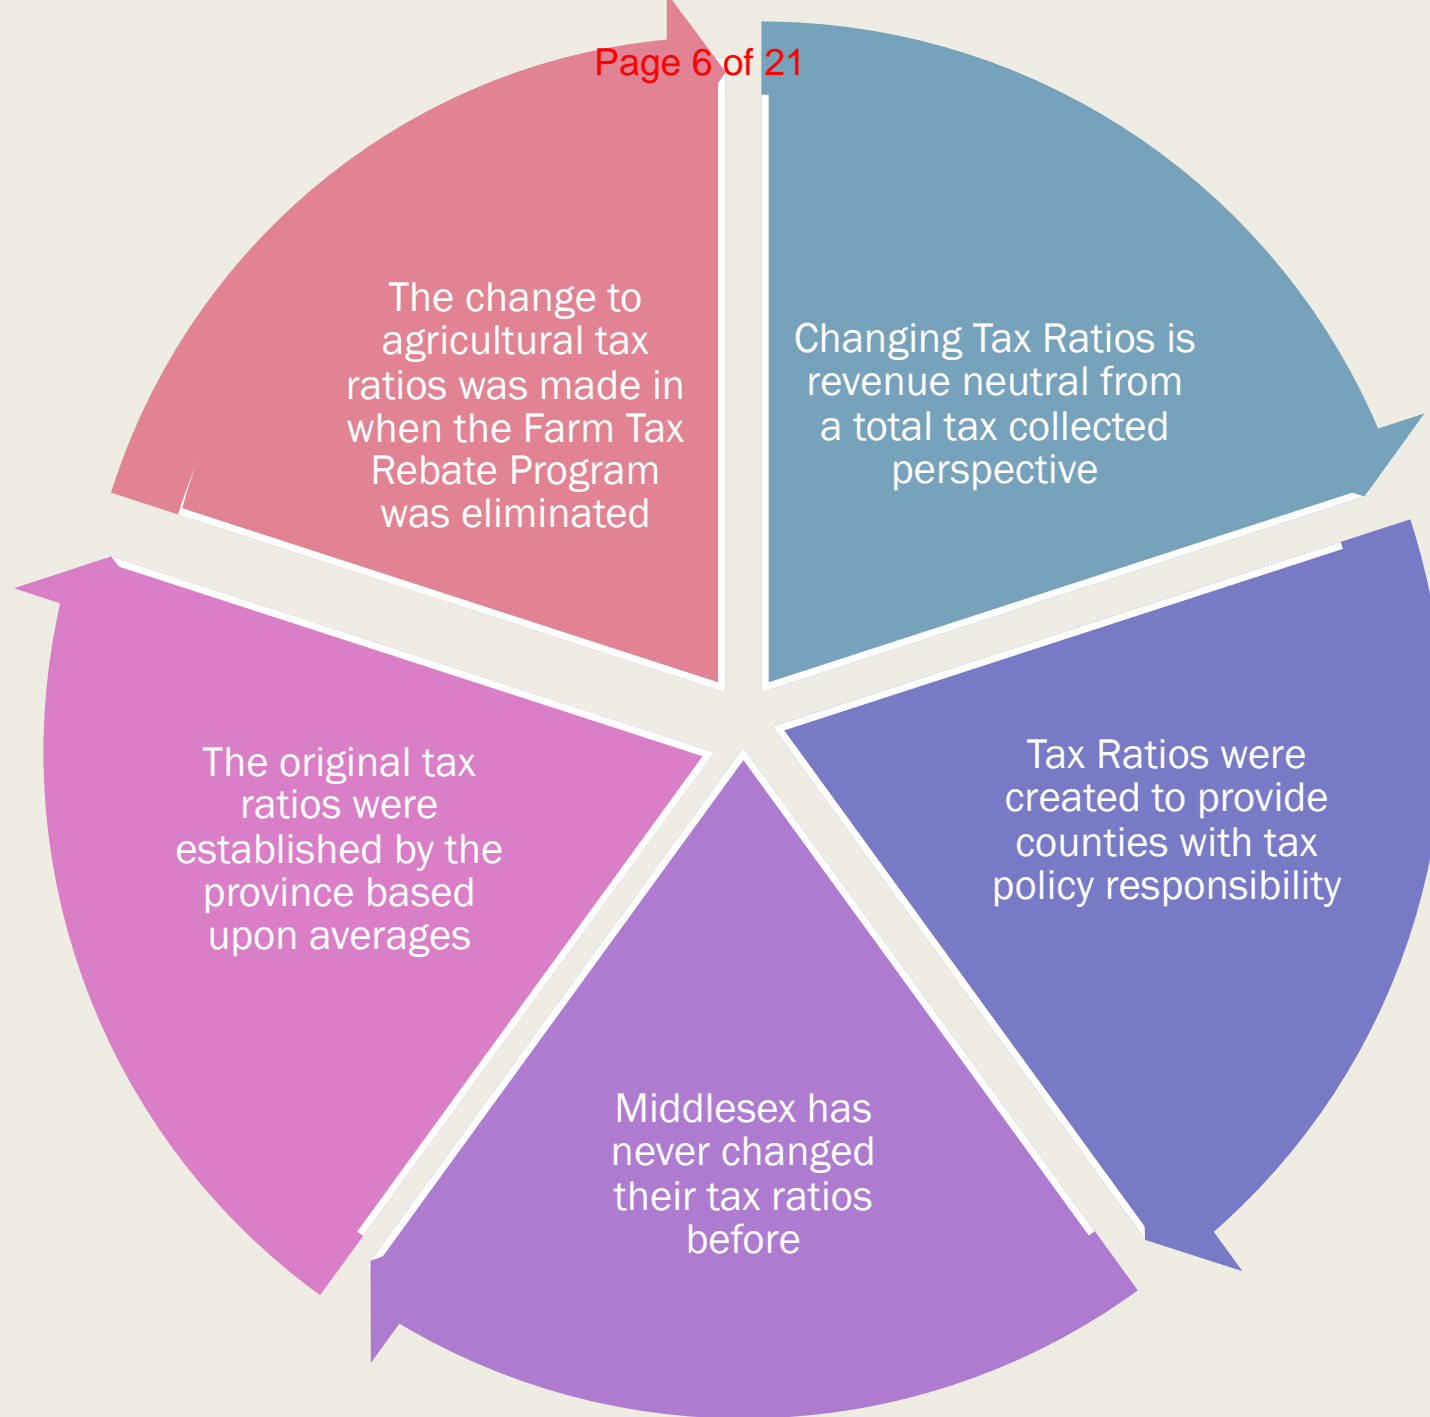 Page 6 of 21
Changing Tax Ratios is
revenue neutral from
a total tax collected
perspective
Tax Ratios were
created to provide
counties with tax
policy responsibility
Middlesex has
never changed
their tax ratios
before
The original tax
ratios were
established by the
province based
upon averages
The change to
agricultural tax
ratios was made in
when the Farm Tax
Rebate Program
was eliminated